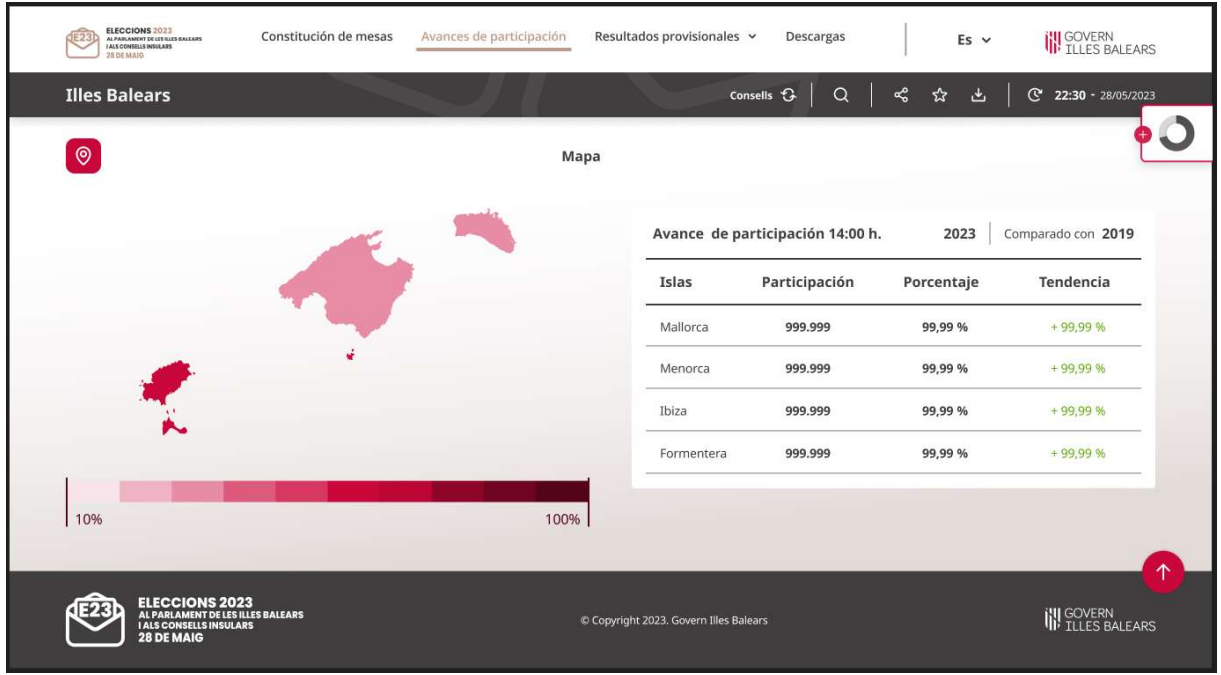 ELECCIONS 2023
AL PARLAMENT DE LES ILLES BALEARS
I ALS CONSELLS INSULARS
28 DE MAIG
E23
Constitución de mesas
Avances de participación
Resultados provisionales
Descargas
Es
GOVERN
ILLES BALEARS
Illes Balears
Consells
22:30 - 28/05/2023
Mapa
Avance de participación 14:00 h. 2023 Comparado con 2019
Islas Participación Porcentaje Tendencia
Mallorca 999.999 99,99 % + 99,99 %
Menorca 999.999 99,99 % + 99,99 %
Ibiza 999.999 99,99 % + 99,99 %
Formentera 999.999 99,99 % + 99,99 %
10% 100%
E23
ELECCIONS 2023
AL PARLAMENT DE LES ILLES BALEARS
I ALS CONSELLS INSULARS
28 DE MAIG
© Copyright 2023. Govern Illes Balears
GOVERN
ILLES BALEARS